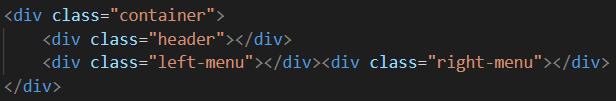 <div class="container">
    <div class="header"></div>
    <div class="left-menu"></div><div class="right-menu"></div>
</div>